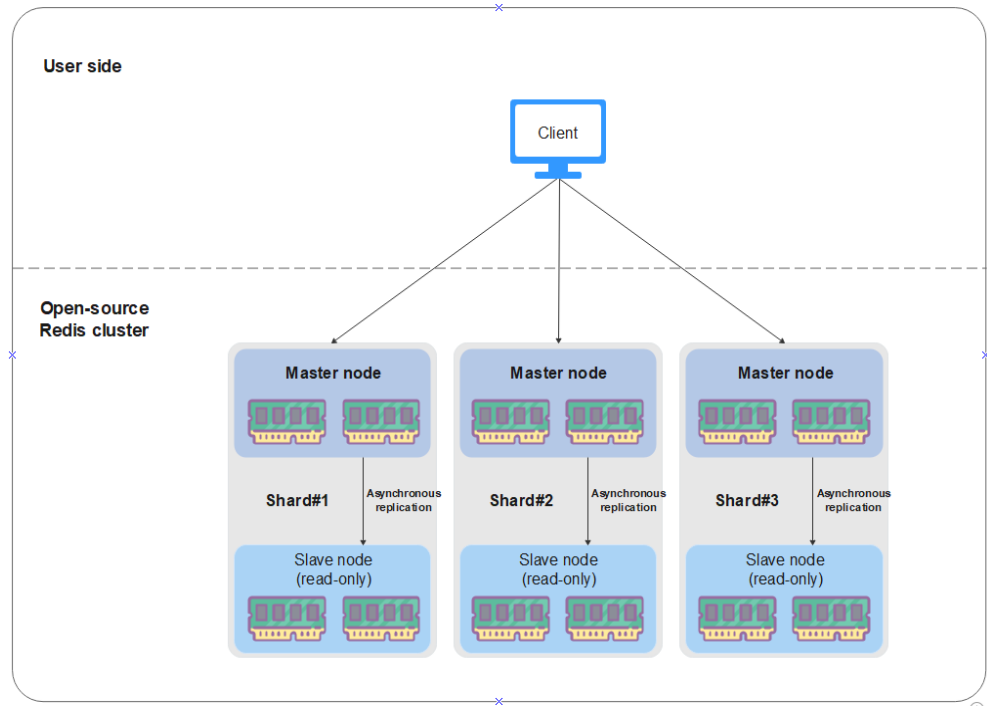 User side
Client
Open-source
Redis cluster
Master node
Master node
Master node
Shard#1
Asynchronous
replication
Shard#2
Asynchronous
replication
Shard#3
Asynchronous
replication
Slave node
(read-only)
Slave node
(read-only)
Slave node
(read-only)